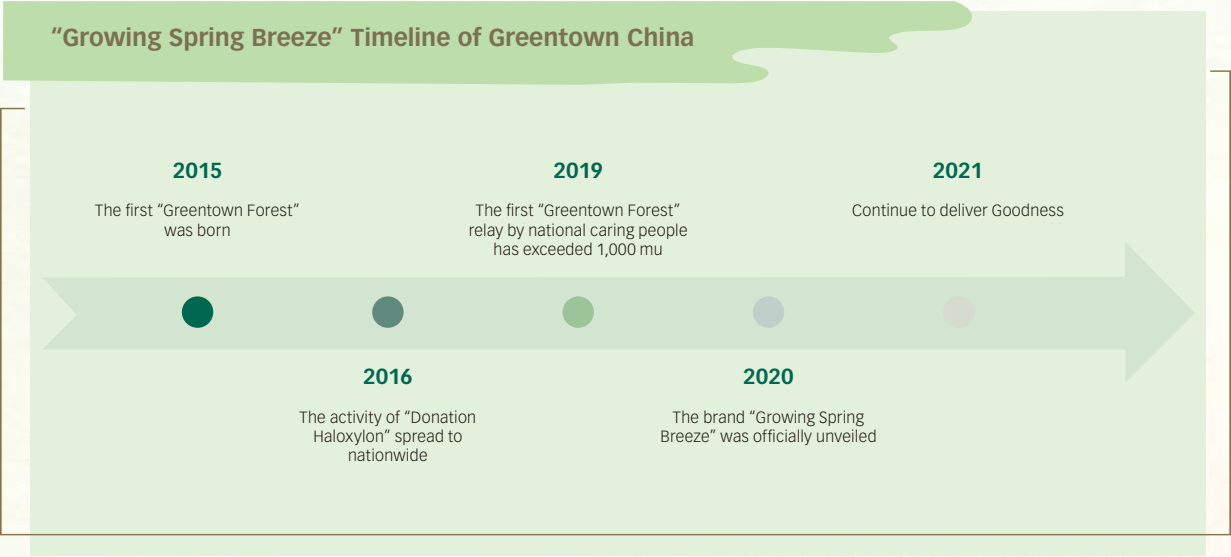 “Growing Spring Breeze” Timeline of Greentown China
2015
The first “Greentown Forest”
was born
2016
The activity of “Donation
Haloxylon” spread to
nationwide
2019
The first “Greentown Forest”
relay by national caring people
has exceeded 1,000 mu
2020
The brand “Growing Spring
Breeze” was officially unveiled
2021
Continue to deliver Goodness